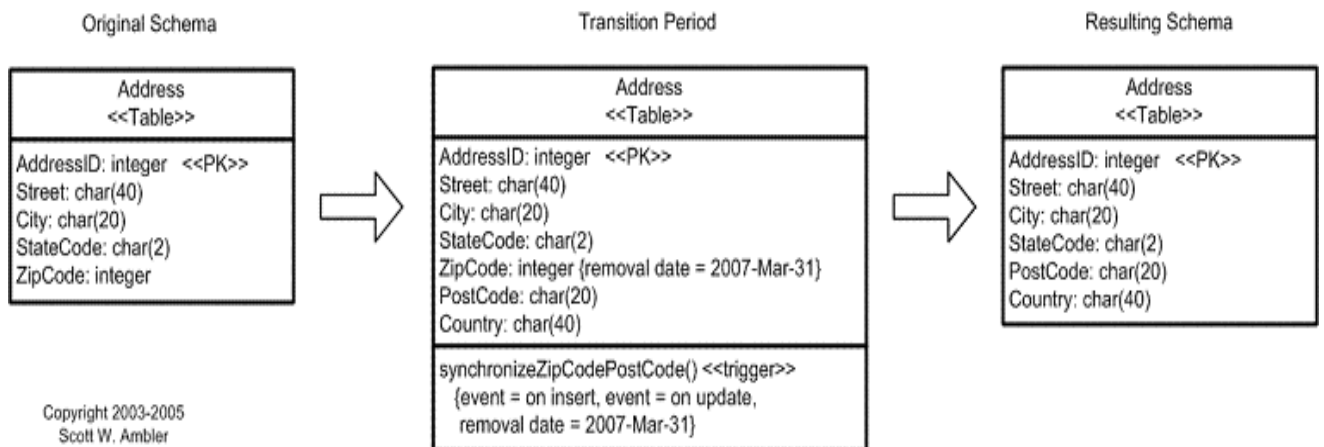 Original Schema
Address
<<Table>>
AddressID: integer <<PK>>
Street: char(40)
City: char(20)
StateCode: char(2)
ZipCode: integer
Transition Period
Address
<<Table>>
AddressID: integer <<PK>>
Street: char(40)
City: char(20)
StateCode: char(2)
ZipCode: integer {removal date = 2007-Mar-31}
PostCode: char(20)
Country: char(40)
synchronizeZipCodePostCode() <<trigger>>
{event = on insert, event = on update,
removal date = 2007-Mar-31}
Resulting Schema
Address
<<Table>>
AddressID: integer <<PK>>
Street: char(40)
City: char(20)
StateCode: char(2)
PostCode: char(20)
Country: char(40)
Copyright 2003-2005
Scott W. Ambler